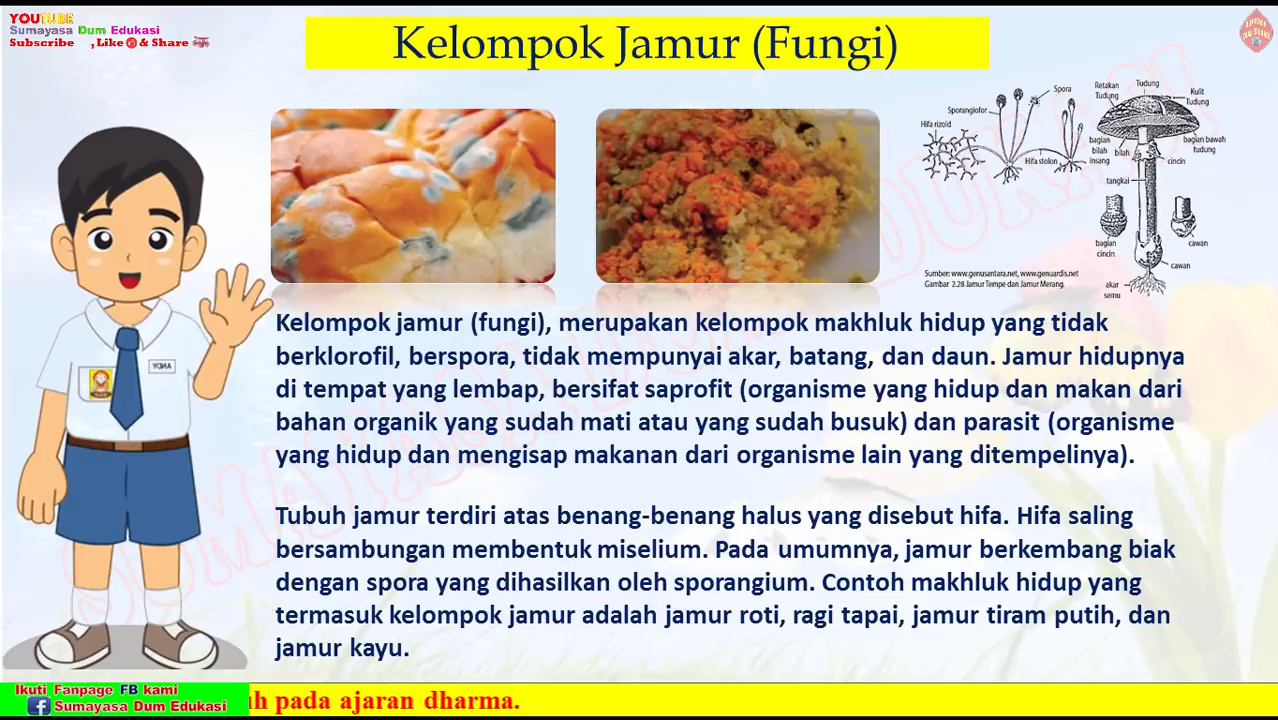 YOUTUBE
Sumayasa Dum Edukasi
Subscribe , Like & Share
Kelompok Jamur (Fungi)
Spora
Sporangiofor
Hifa rizoid
Hifa stolon
Retakan Tudung
Tudung
Kulit Tudung
bagian bilah insang
bilah
bagian bawah tudung
cincin
tangkai
bagian cincin
cawan
cawan
akar semu
Sumber: www.genusantara.net, www.genuardis.net
Gambar 2.28 Jamur Tempe dan Jamur Merang.
Kelompok jamur (fungi), merupakan kelompok makhluk hidup yang tidak
berklorofil, berspora, tidak mempunyai akar, batang, dan daun. Jamur hidupnya
di tempat yang lembap, bersifat saprofit (organisme yang hidup dan makan dari
bahan organik yang sudah mati atau yang sudah busuk) dan parasit (organisme
yang hidup dan mengisap makanan dari organisme lain yang ditempelinya).
Tubuh jamur terdiri atas benang-benang halus yang disebut hifa. Hifa saling
bersambungan membentuk miselium. Pada umumnya, jamur berkembang biak
dengan spora yang dihasilkan oleh sporangium. Contoh makhluk hidup yang
termasuk kelompok jamur adalah jamur roti, ragi tapai, jamur tiram putih, dan
jamur kayu.
Ikuti Fanpage FB kami
Sumayasa Dum Edukasi
uh pada ajaran dharma.